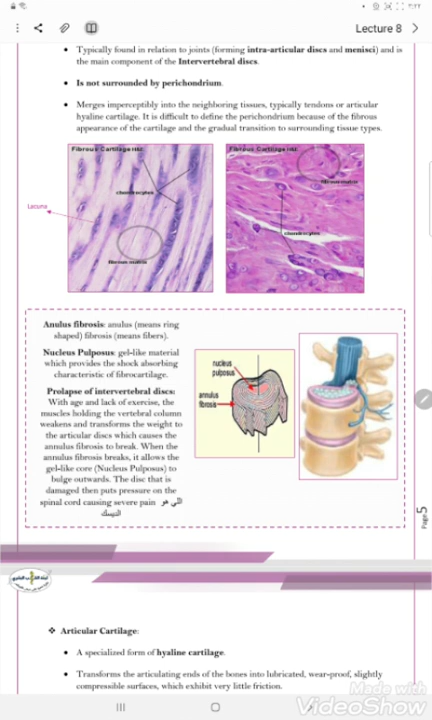 Lecture 8
• Typically found in relation to joints (forming intra-articular discs and menisci) and is
the main component of the Intervertebral discs.
• Is not surrounded by perichondrium.
• Merges imperceptibly into the neighboring tissues, typically tendons or articular
hyaline cartilage. It is difficult to define the perichondrium because of the fibrous
appearance of the cartilage and the gradual transition to surrounding tissue types.
Fibrous Cartilage
chondrocytes
fibrous matrix
Lacuna
Fibrous Cartilage
fibrous matrix
chondrocytes
Anulus fibrosis: anulus (means ring
shaped) fibrosis (means fibers).
Nucleus Pulposus: gel-like material
which provides the shock absorbing
characteristic of fibrocartilage.
Prolapse of intervertebral discs:
With age and lack of exercise, the
muscles holding the vertebral column
weakens and transforms the weight to
the articular discs which causes the
annulus fibrosis to break. When the
annulus fibrosis breaks, it allows the
gel-like core (Nucleus Pulposus) to
bulge outwards. The disc that is
damaged then puts pressure on the
spinal cord causing severe pain اللي هو
الديسك
nucleus
pulposus
annulus
fibrosis
Page 5
❖ Articular Cartilage:
• A specialized form of hyaline cartilage.
• Transforms the articulating ends of the bones into lubricated, wear-proof, slightly
compressible surfaces, which exhibit very little friction.
Made with
VideoShow